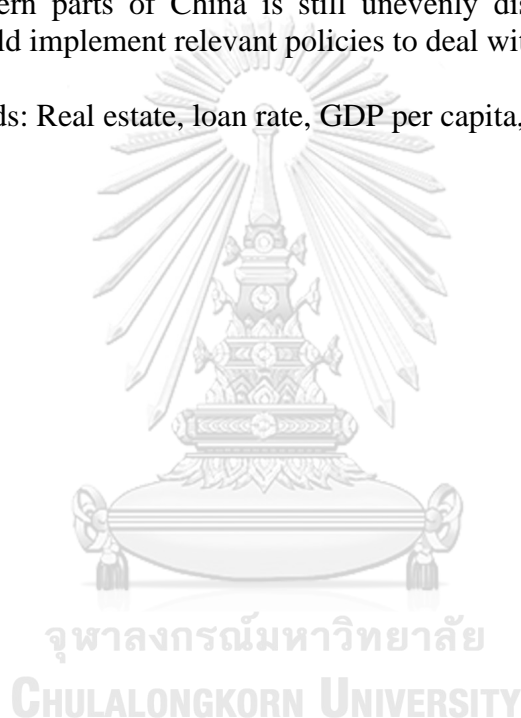 ern parts of China is still unevenly dis
ld implement relevant policies to deal wit
ds: Real estate, loan rate, GDP per capita,
จุฬาลงกรณ์มหาวิทยาลัย
CHULALONGKORN UNIVERSITY